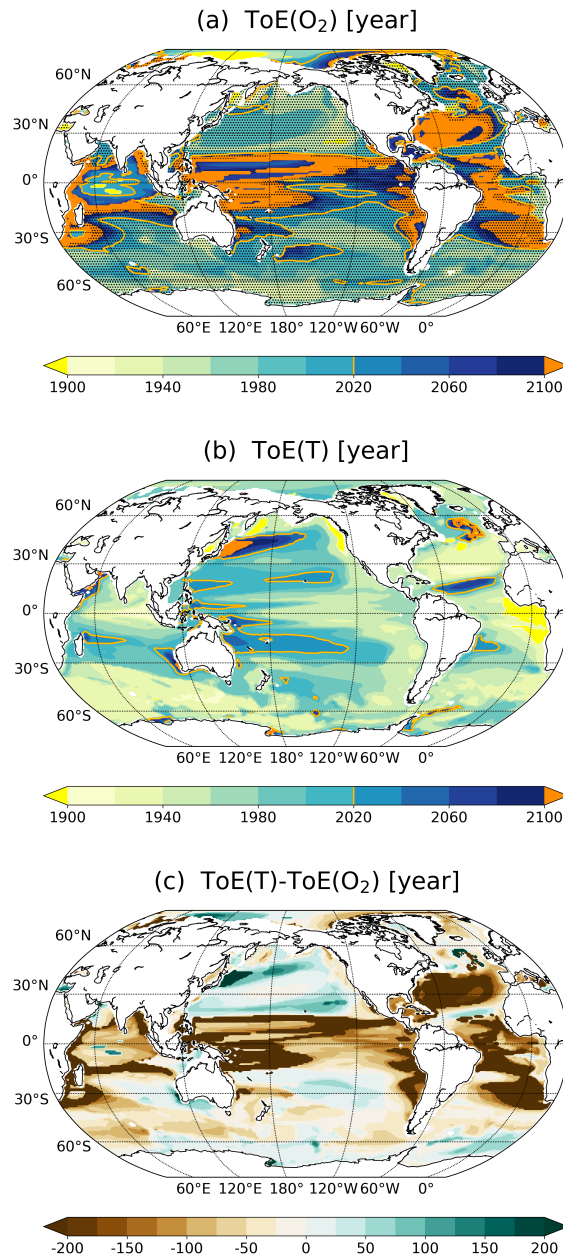 (a) ToE(O₂) [year]
60°N
30°N
0°
30°S
60°S
60°E 120°E 180° 120°W 60°W 0°
1900 1940 1980 2020 2060 2100
(b) ToE(T) [year]
60°N
30°N
0°
30°S
60°S
60°E 120°E 180° 120°W 60°W 0°
1900 1940 1980 2020 2060 2100
(c) ToE(T)-ToE(O₂) [year]
60°N
30°N
0°
30°S
60°S
60°E 120°E 180° 120°W 60°W 0°
-200 -150 -100 -50 0 50 100 150 200